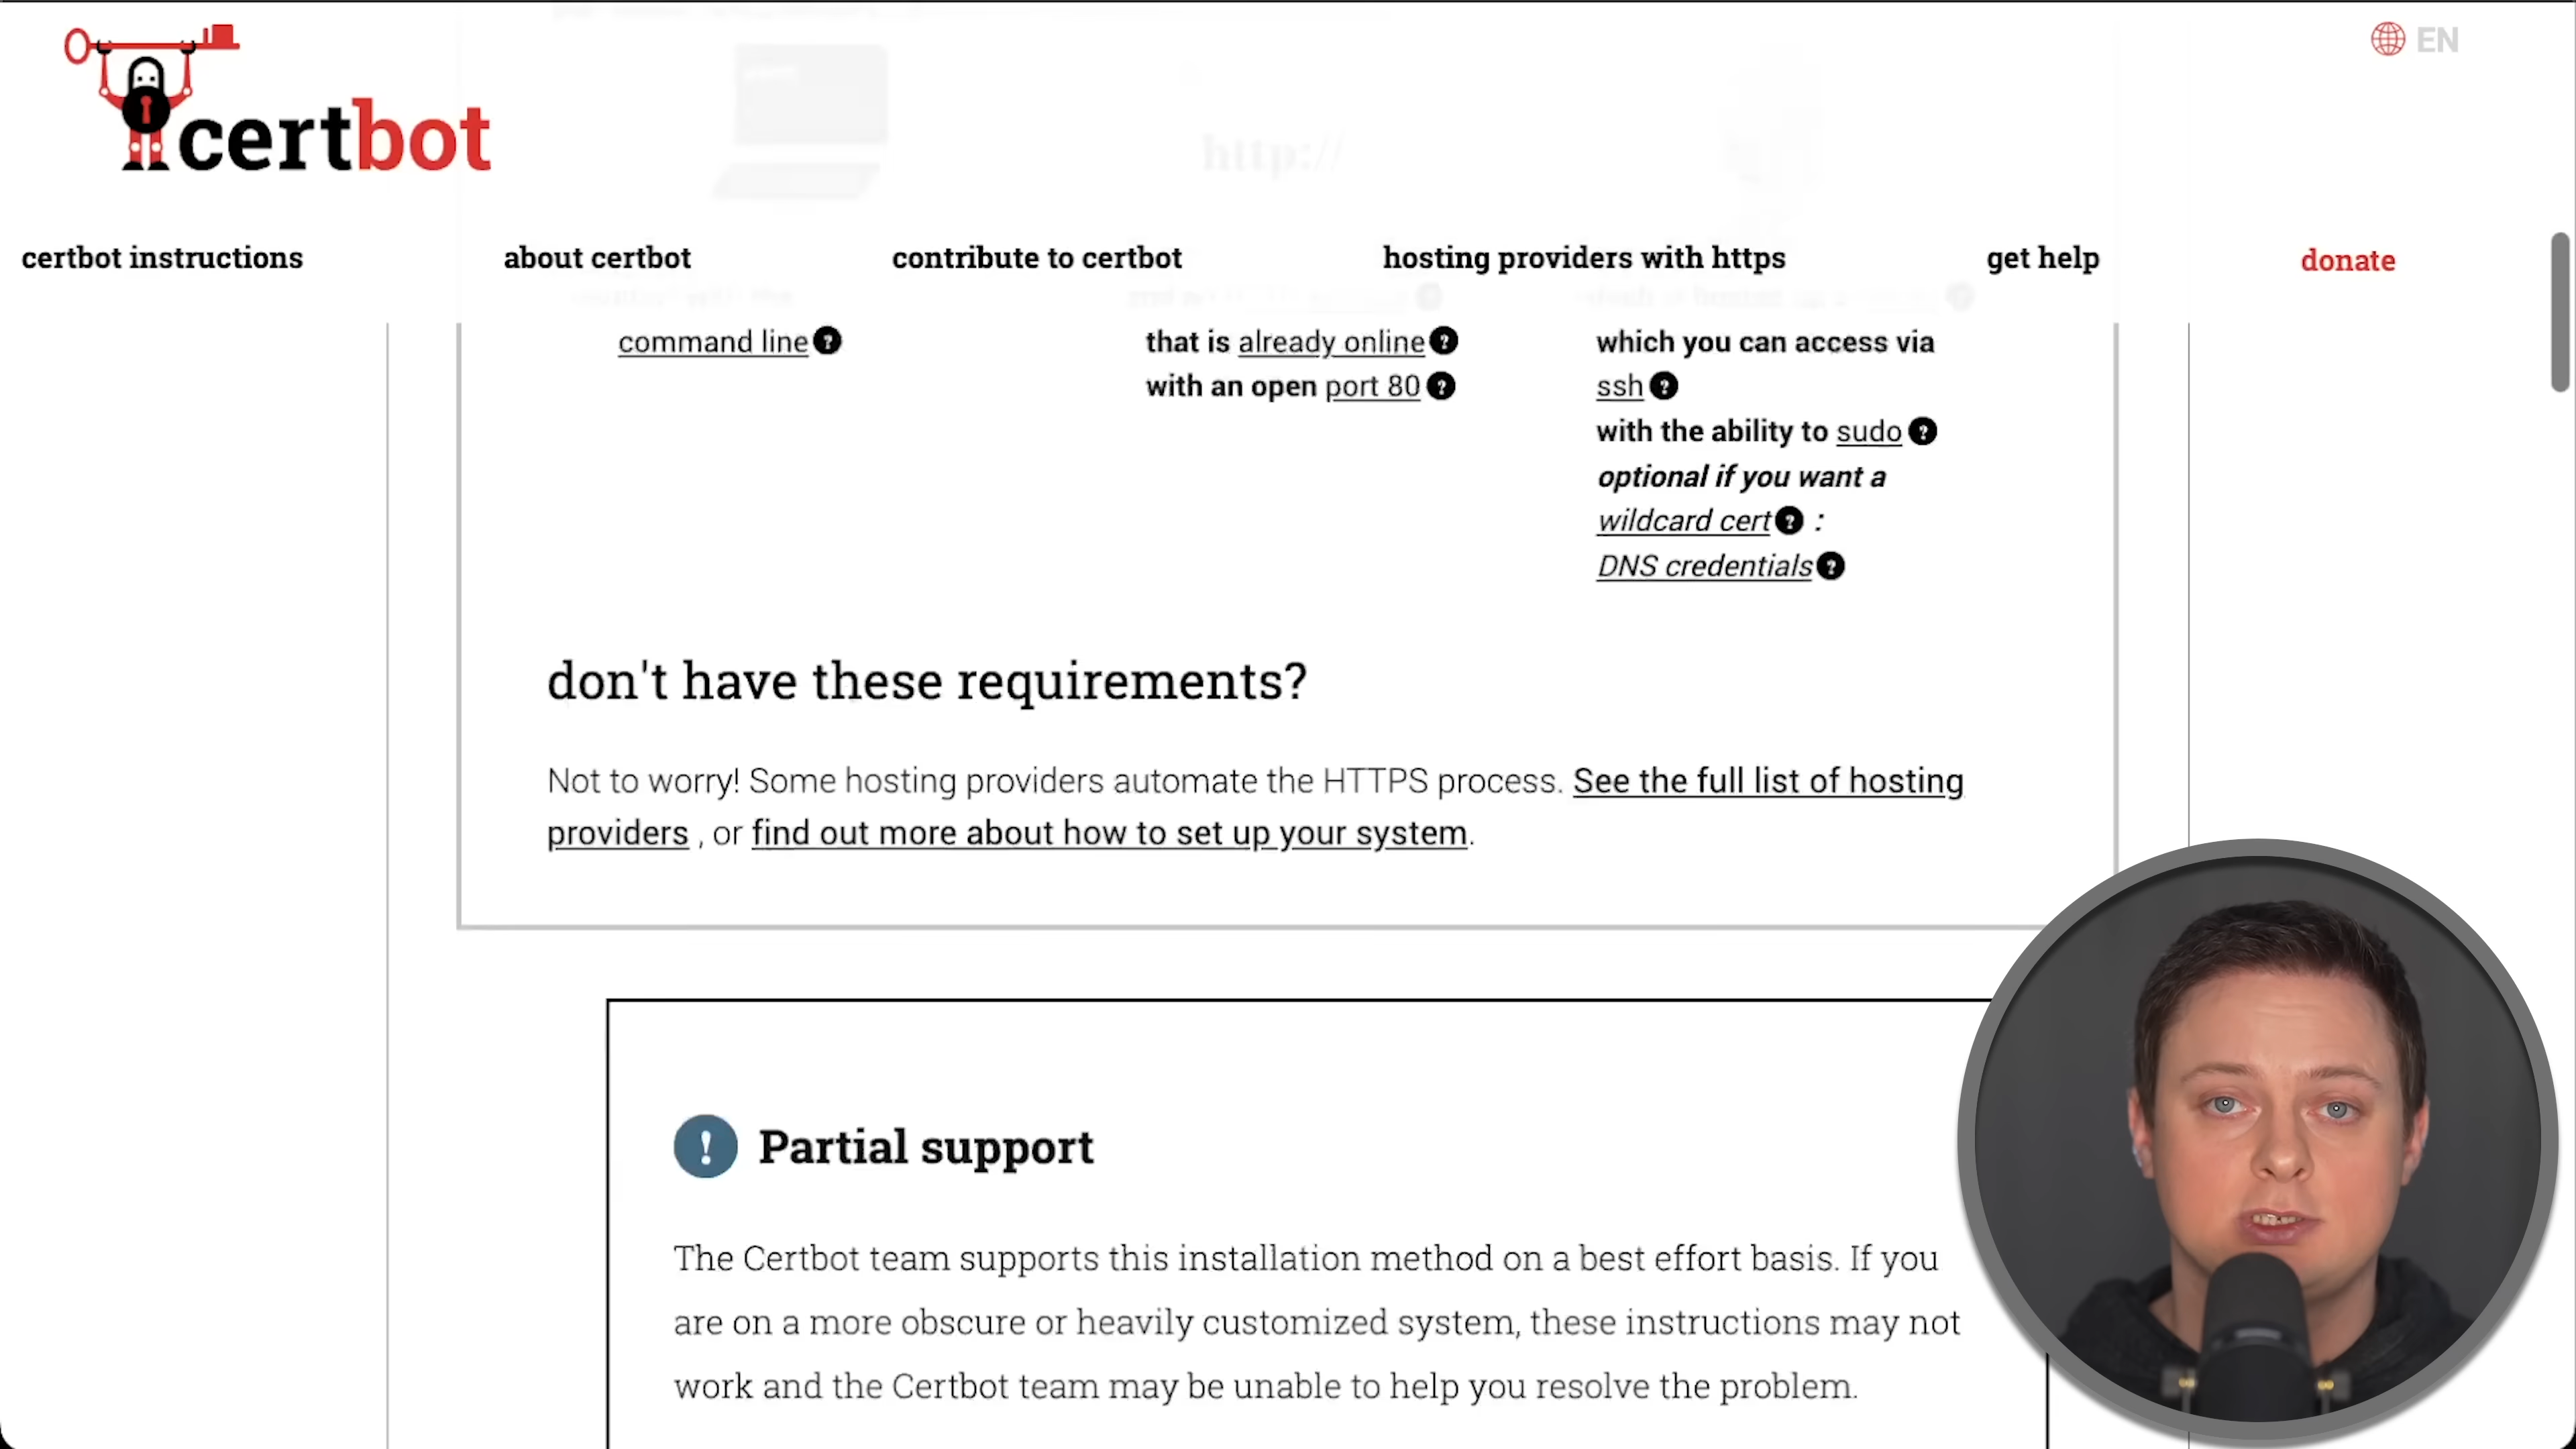 certbot
EN
certbot instructions
about certbot
contribute to certbot
hosting providers with https
get help
donate
http://
command line ?
that is already online ?
with an open port 80 ?
which you can access via
ssh ?
with the ability to sudo ?
optional if you want a
wildcard cert ? :
DNS credentials ?
don't have these requirements?
Not to worry! Some hosting providers automate the HTTPS process. See the full list of hosting
providers , or find out more about how to set up your system.
! Partial support
The Certbot team supports this installation method on a best effort basis. If you
are on a more obscure or heavily customized system, these instructions may not
work and the Certbot team may be unable to help you resolve the problem.